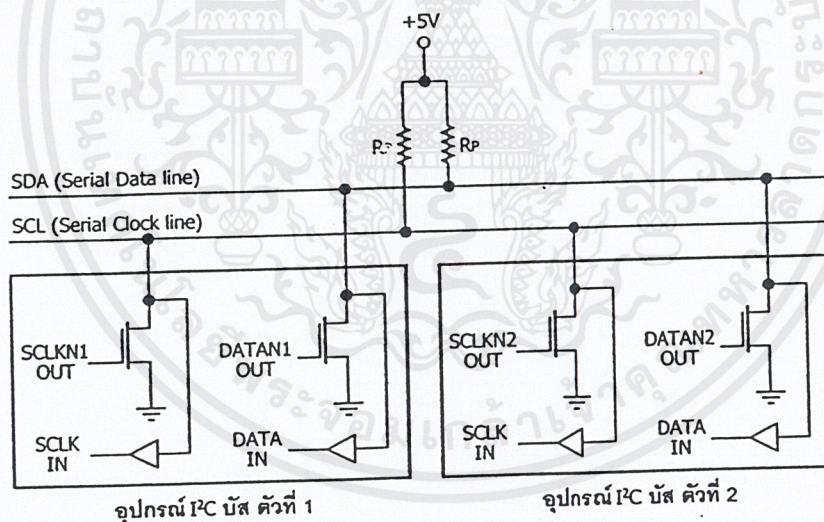 +5V
RP
SDA (Serial Data line)
SCL (Serial Clock line)
SCLKN1
OUT
DATAN1
OUT
SCLK
IN
DATA
IN
SCLKN2
OUT
DATAN2
OUT
SCLK
IN
DATA
IN
อุปกรณ์ I²C บัส ตัวที่ 1
อุปกรณ์ I²C บัส ตัวที่ 2